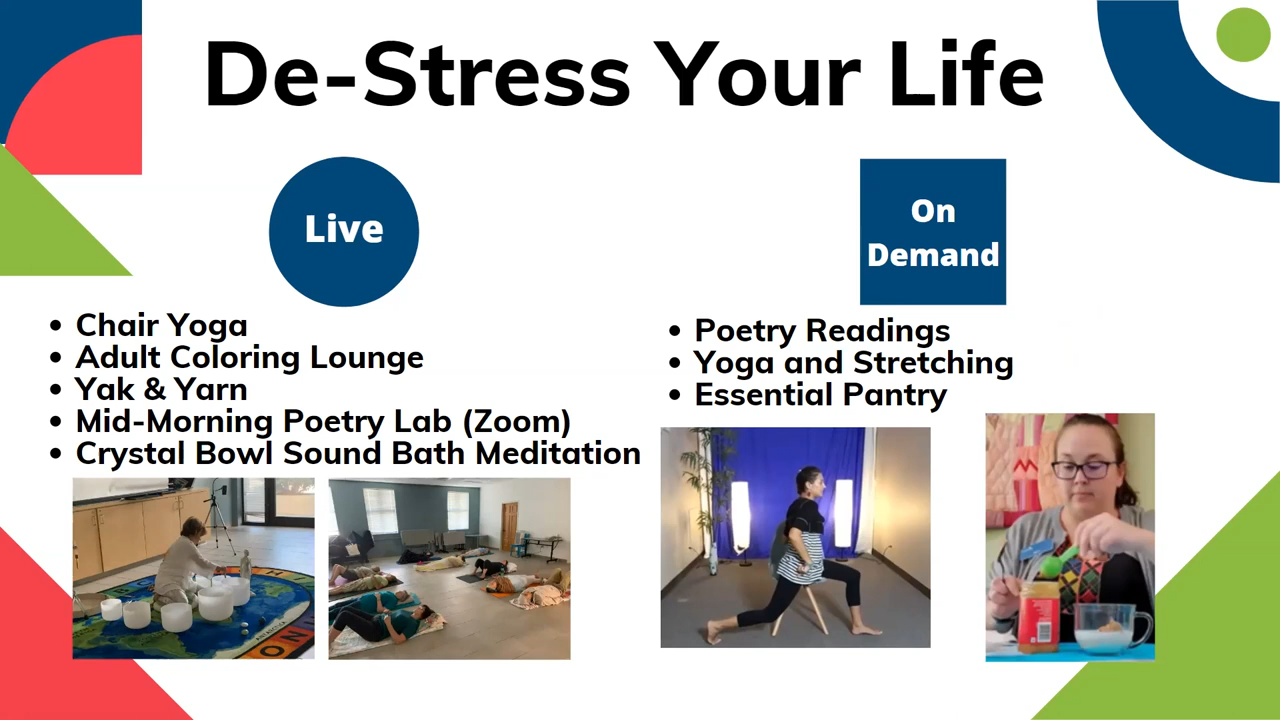 De-Stress Your Life
Live
• Chair Yoga
• Adult Coloring Lounge
• Yak & Yarn
• Mid-Morning Poetry Lab (Zoom)
• Crystal Bowl Sound Bath Meditation
On
Demand
• Poetry Readings
• Yoga and Stretching
• Essential Pantry
ANTARCTICA